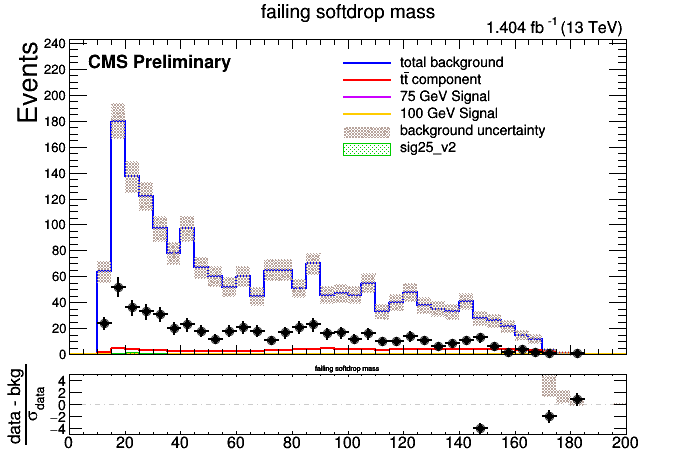 failing softdrop mass
1.404 fb⁻¹ (13 TeV)
Events
CMS Preliminary
total background
tt̄ component
75 GeV Signal
100 GeV Signal
background uncertainty
sig25_v2
240
220
200
180
160
140
120
100
80
60
40
20
0
failing softdrop mass
data - bkg
σ_data
4
2
0
−2
−4
0 20 40 60 80 100 120 140 160 180 200